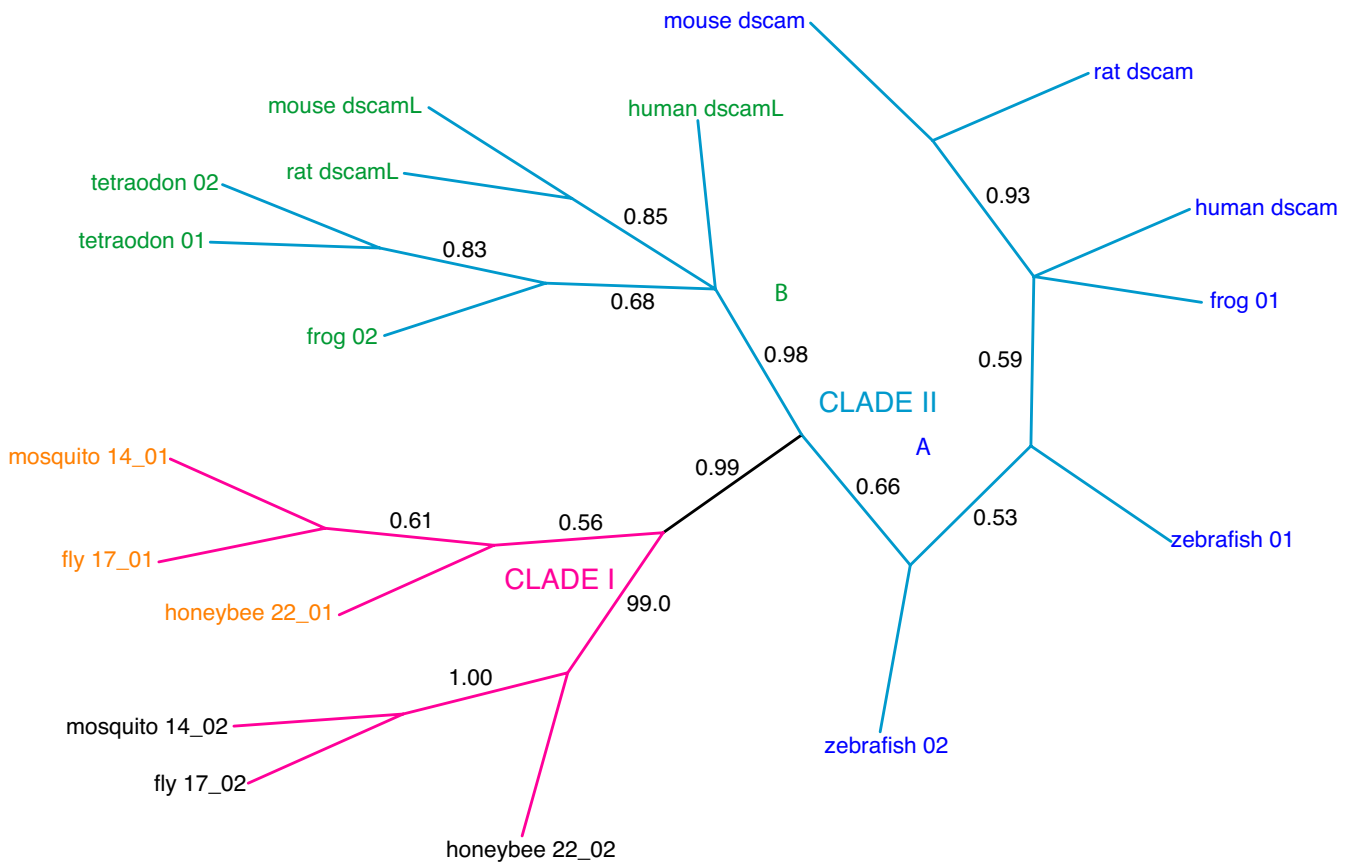 mouse dscam
rat dscam
mouse dscamL
human dscamL
rat dscamL
tetraodon 02
0.93
human dscam
0.85
tetraodon 01
0.83
B
0.68
frog 01
frog 02
0.98
0.59
CLADE II
A
mosquito 14_01
0.99
0.66
0.61
0.56
0.53
zebrafish 01
fly 17_01
CLADE I
honeybee 22_01
99.0
1.00
mosquito 14_02
zebrafish 02
fly 17_02
honeybee 22_02